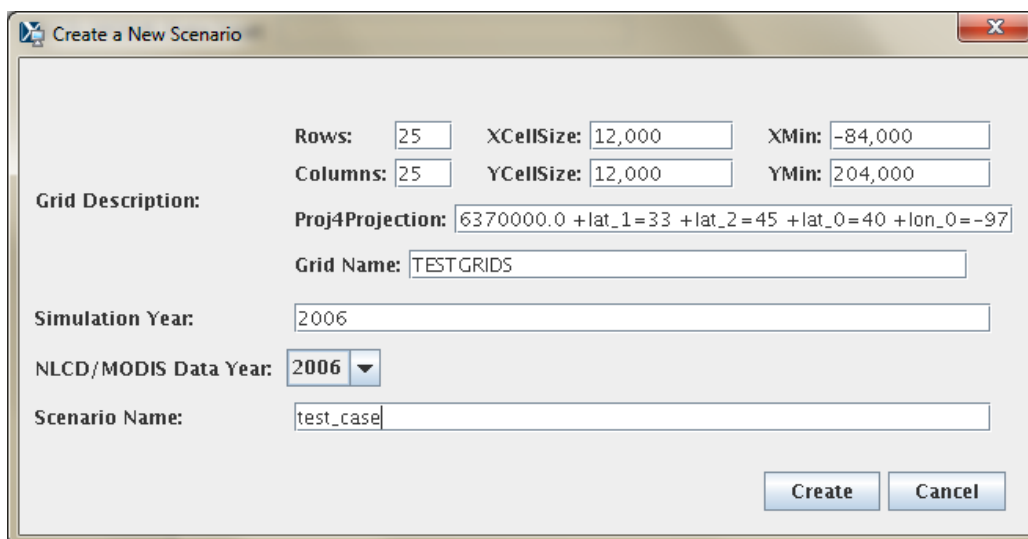 Create a New Scenario
Rows: 25 XCellSize: 12,000 XMin: -84,000
Columns: 25 YCellSize: 12,000 YMin: 204,000
Grid Description:
Proj4Projection: 6370000.0 +lat_1=33 +lat_2=45 +lat_0=40 +lon_0=-97
Grid Name: TESTGRIDS
Simulation Year: 2006
NLCD/MODIS Data Year: 2006
Scenario Name: test_case
Create Cancel